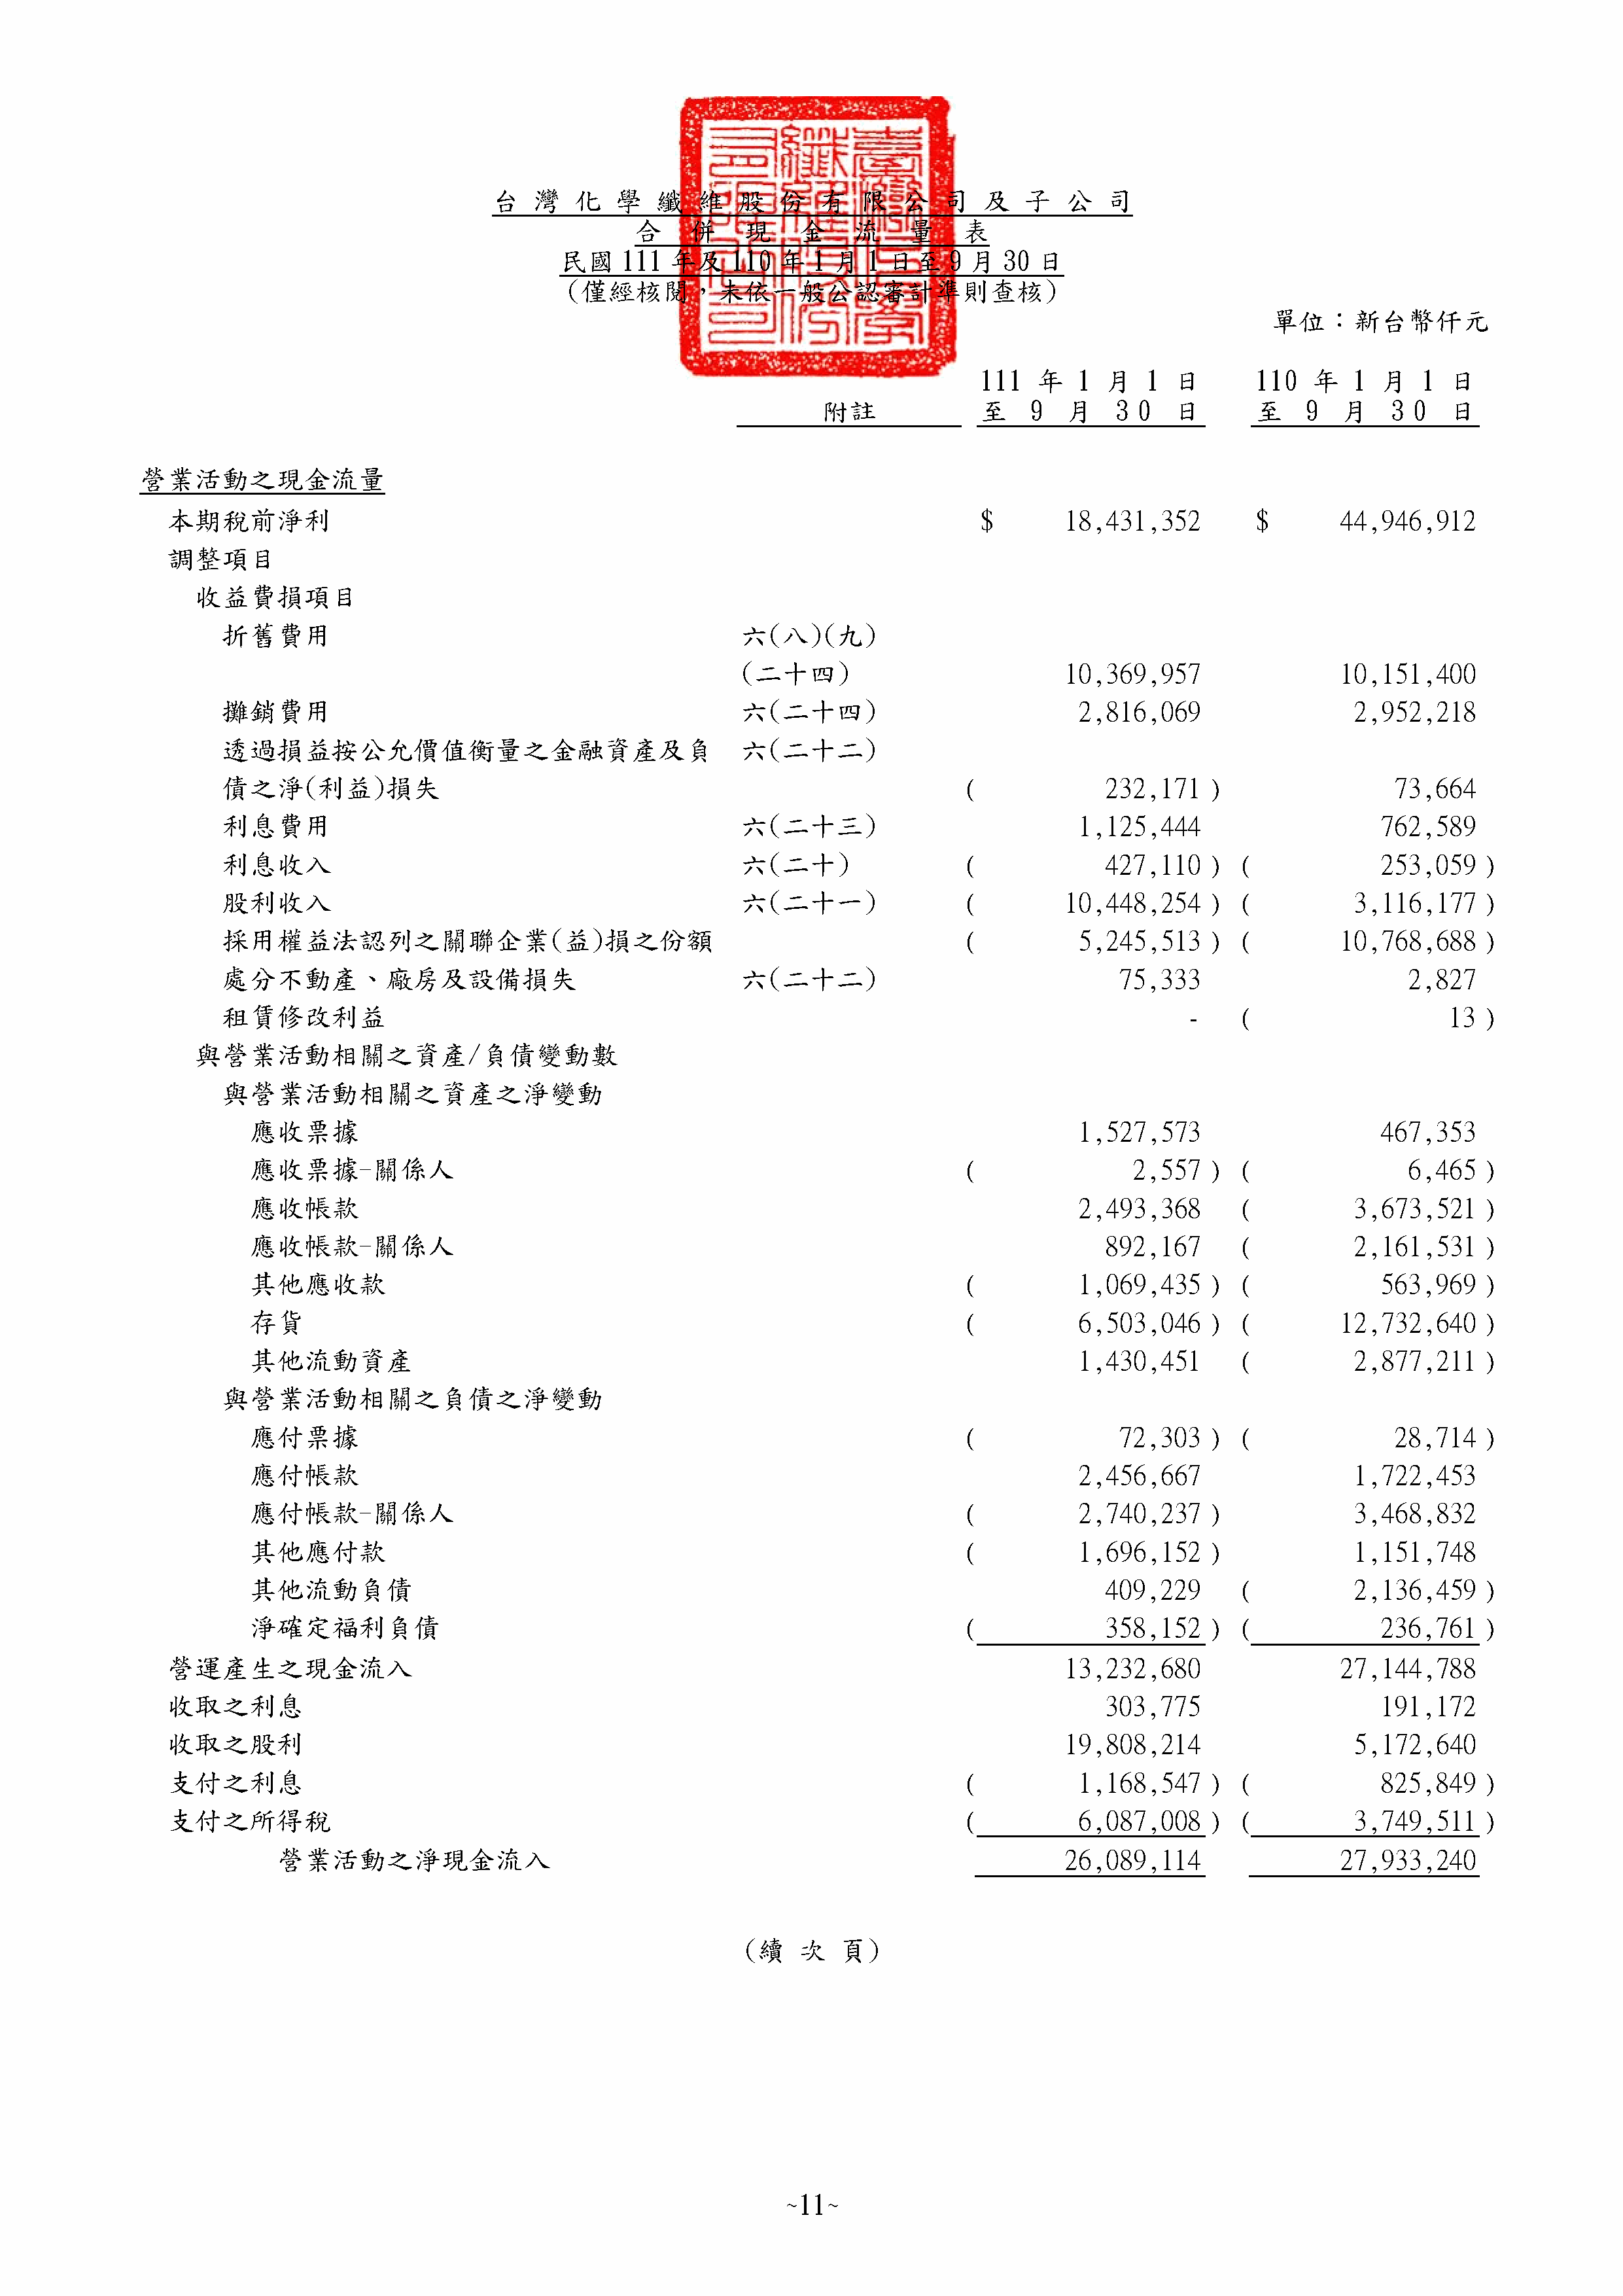 台灣化學纖維股份有限公司及子公司
合併現金流量表
民國 111 年及 110 年 1 月 1 日至 9 月 30 日
(僅經核閱，未依一般公認審計準則查核)
單位：新台幣仟元
111 年 1 月 1 日 110 年 1 月 1 日
附註 至 9 月 30 日 至 9 月 30 日
營業活動之現金流量
本期稅前淨利 $ 18,431,352 $ 44,946,912
調整項目
收益費損項目
折舊費用 六(八)(九)
(二十四) 10,369,957 10,151,400
攤銷費用 六(二十四) 2,816,069 2,952,218
透過損益按公允價值衡量之金融資產及負 六(二十二)
債之淨(利益)損失 ( 232,171 ) 73,664
利息費用 六(二十三) 1,125,444 762,589
利息收入 六(二十) ( 427,110 ) ( 253,059 )
股利收入 六(二十一) ( 10,448,254 ) ( 3,116,177 )
採用權益法認列之關聯企業(益)損之份額 ( 5,245,513 ) ( 10,768,688 )
處分不動產、廠房及設備損失 六(二十二) 75,333 2,827
租賃修改利益 - ( 13 )
與營業活動相關之資產/負債變動數
與營業活動相關之資產之淨變動
應收票據 1,527,573 467,353
應收票據-關係人 ( 2,557 ) ( 6,465 )
應收帳款 2,493,368 ( 3,673,521 )
應收帳款-關係人 892,167 ( 2,161,531 )
其他應收款 ( 1,069,435 ) ( 563,969 )
存貨 ( 6,503,046 ) ( 12,732,640 )
其他流動資產 1,430,451 ( 2,877,211 )
與營業活動相關之負債之淨變動
應付票據 ( 72,303 ) ( 28,714 )
應付帳款 2,456,667 1,722,453
應付帳款-關係人 ( 2,740,237 ) 3,468,832
其他應付款 ( 1,696,152 ) 1,151,748
其他流動負債 409,229 ( 2,136,459 )
淨確定福利負債 ( 358,152 ) ( 236,761 )
營運產生之現金流入 13,232,680 27,144,788
收取之利息 303,775 191,172
收取之股利 19,808,214 5,172,640
支付之利息 ( 1,168,547 ) ( 825,849 )
支付之所得稅 ( 6,087,008 ) ( 3,749,511 )
營業活動之淨現金流入 26,089,114 27,933,240
(續次頁)
~11~